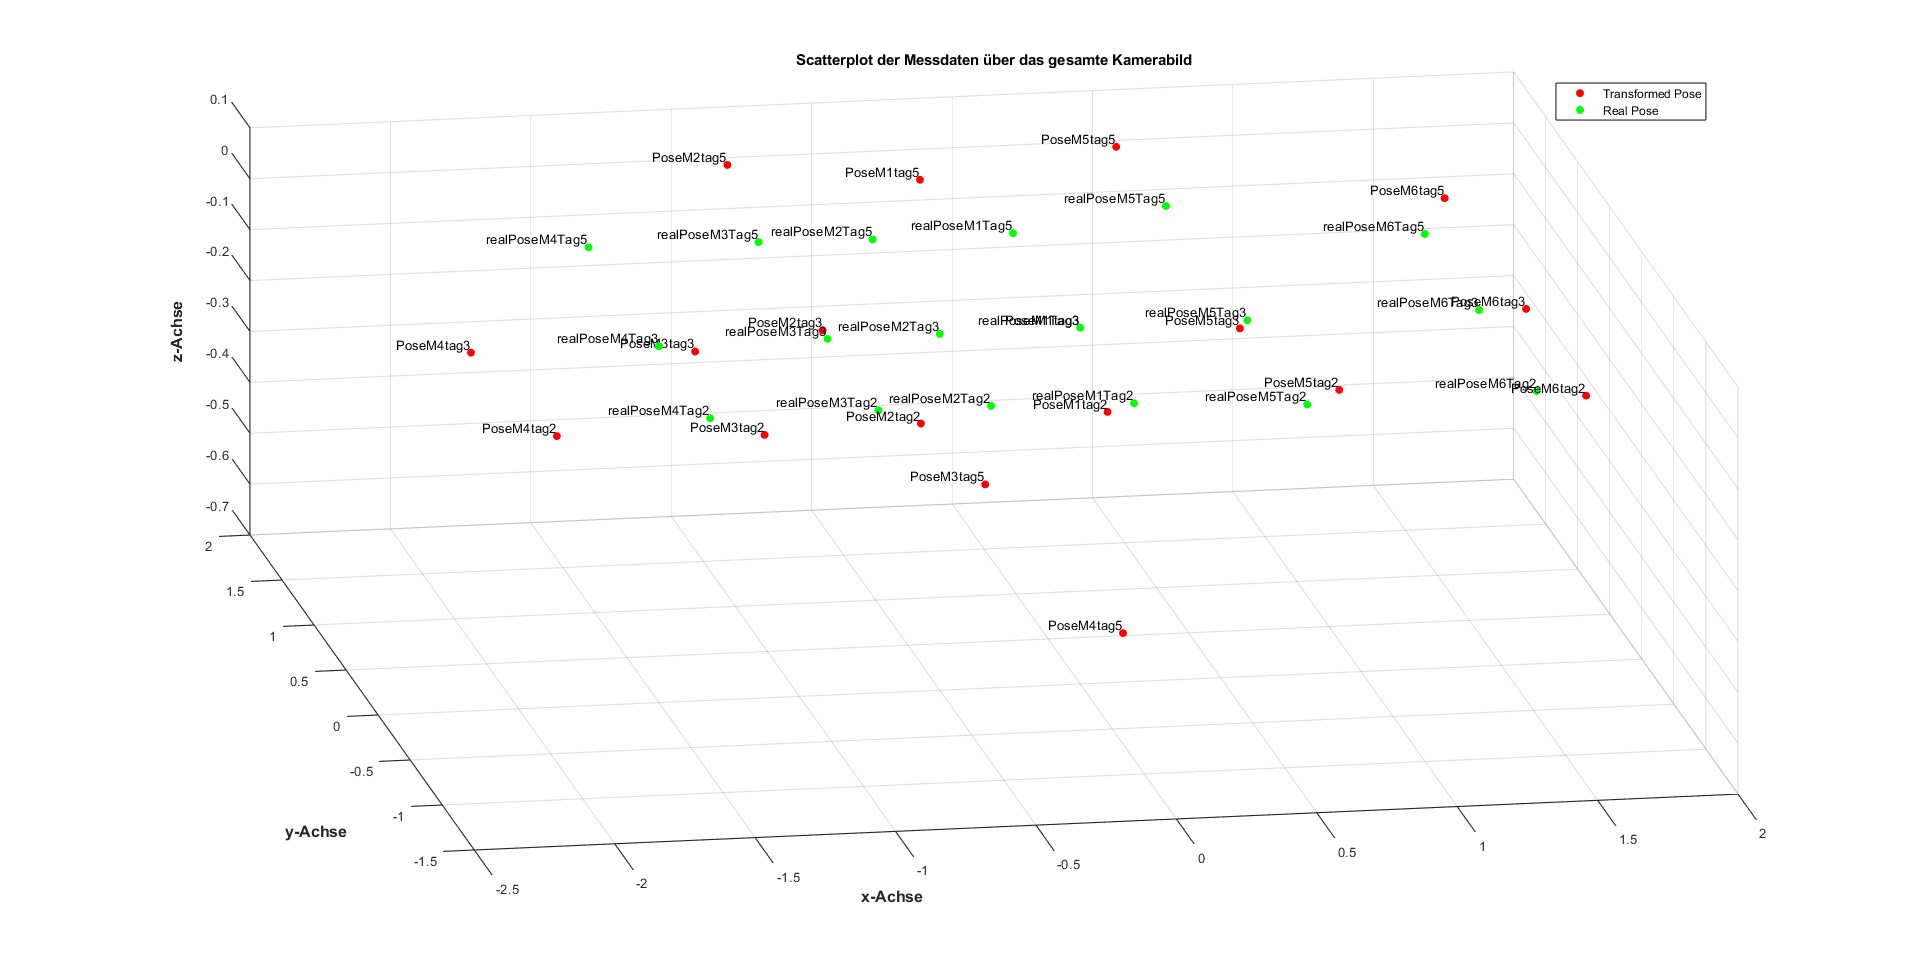 Scatterplot der Messdaten über das gesamte Kamerabild
Transformed Pose
Real Pose
PoseM5tag5
PoseM2tag5
PoseM1tag5
PoseM6tag5
realPoseM5Tag5
realPoseM4Tag5
realPoseM3Tag5
realPoseM2Tag5
realPoseM1Tag5
realPoseM6Tag5
PoseM4tag3
realPoseM4Tag3
PoseM3tag3
PoseM2tag3
realPoseM3Tag3
realPoseM2Tag3
realPoseM1Tag3
PoseM1tag3
realPoseM5Tag3
PoseM5tag3
realPoseM6Tag3
PoseM6tag3
PoseM4tag2
realPoseM4Tag2
PoseM3tag2
realPoseM3Tag2
PoseM2tag2
realPoseM2Tag2
realPoseM1Tag2
PoseM1tag2
PoseM5tag2
realPoseM5Tag2
realPoseM6Tag2
PoseM6tag2
PoseM3tag5
PoseM4tag5
z-Achse
0.1
0
-0.1
-0.2
-0.3
-0.4
-0.5
-0.6
-0.7
2
1.5
1
0.5
0
-0.5
-1
-1.5
y-Achse
-2.5
-2
-1.5
-1
-0.5
0
0.5
1
1.5
2
x-Achse